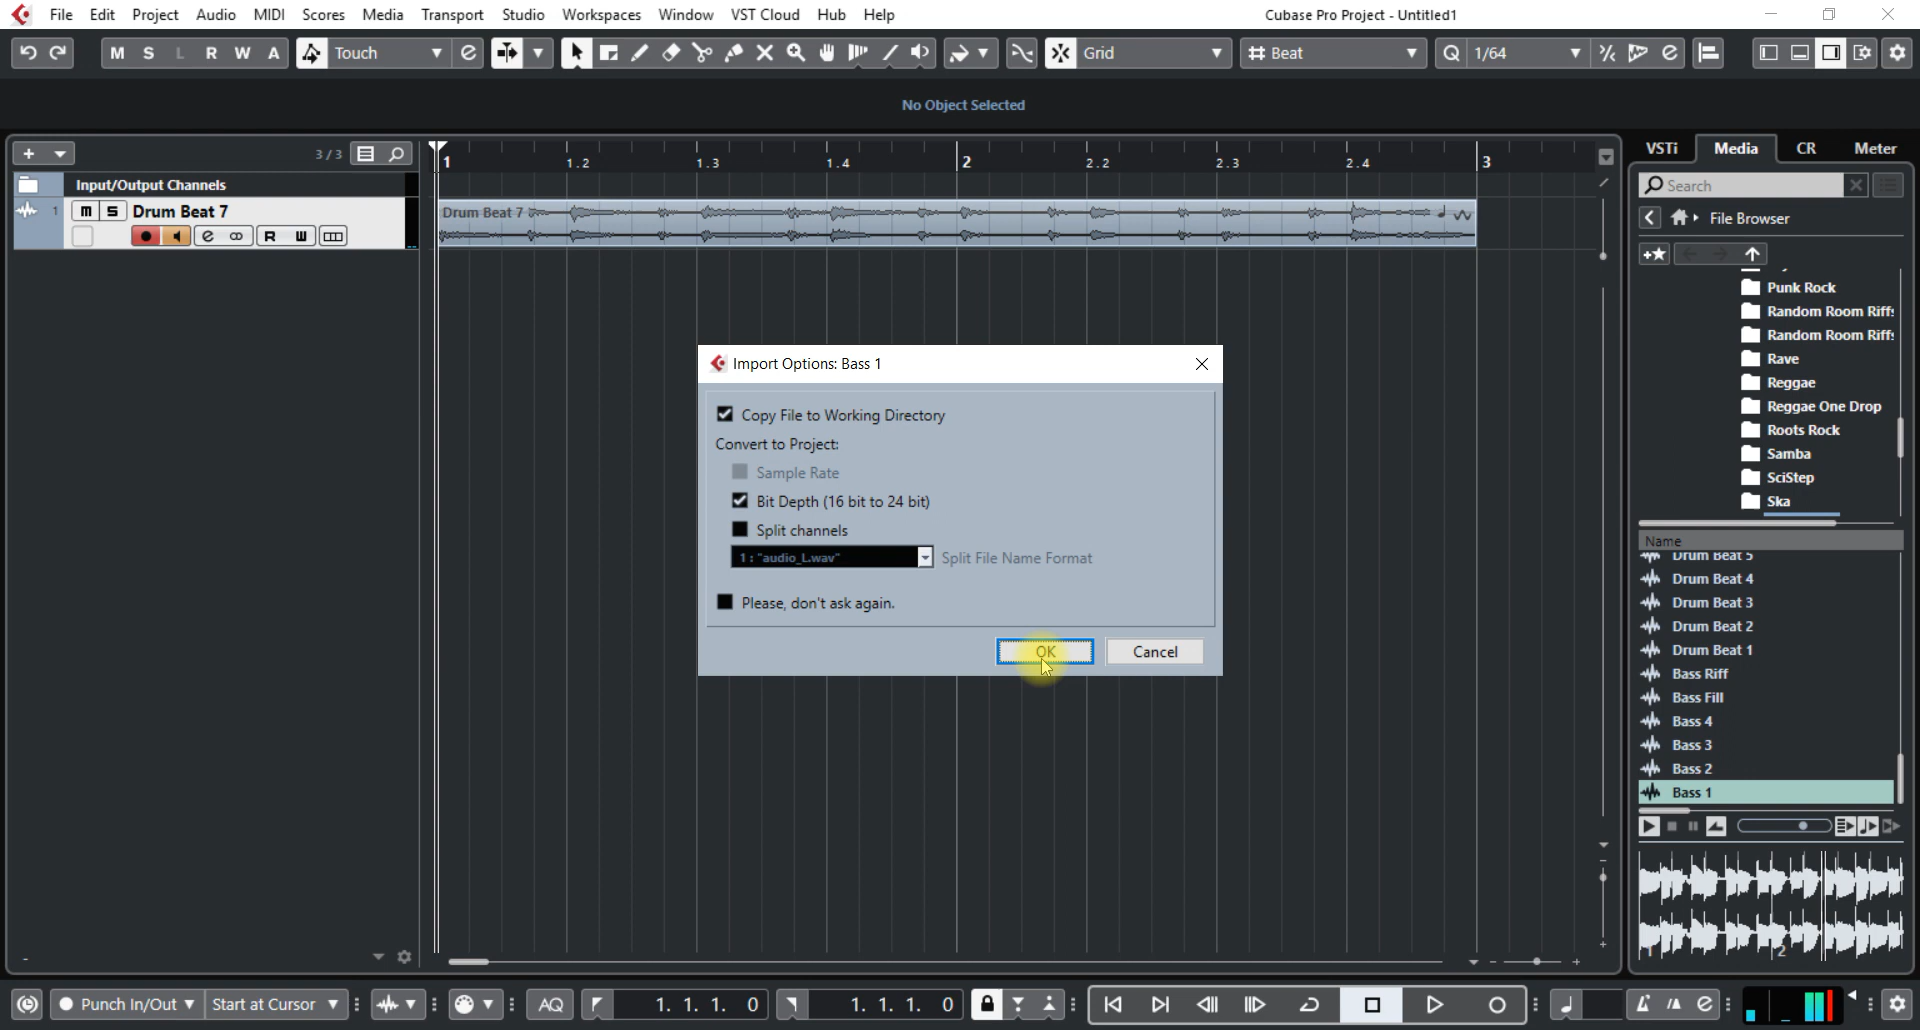 File Edit Project Audio MIDI Scores Media Transport Studio Workspaces Window VST Cloud Hub Help
Cubase Pro Project - Untitled1
M S L R W A Touch
Grid
Beat
Q 1/64
No Object Selected
3 / 3
1 1.2 1.3 1.4 2 2.2 2.3 2.4 3
VSTi Media CR Meter
Input/Output Channels
1 m S Drum Beat 7
e R W
Drum Beat 7
Search
File Browser
Punk Rock
Random Room Riffs
Random Room Riffs
Rave
Reggae
Reggae One Drop
Roots Rock
Samba
SciStep
Ska
Import Options: Bass 1
Copy File to Working Directory
Convert to Project:
Sample Rate
Bit Depth (16 bit to 24 bit)
Split channels
1 : "audio_L.wav" Split File Name Format
Please, don't ask again.
OK Cancel
Name
Drum Beat 5
Drum Beat 4
Drum Beat 3
Drum Beat 2
Drum Beat 1
Bass Riff
Bass Fill
Bass 4
Bass 3
Bass 2
Bass 1
2
Punch In/Out Start at Cursor AQ 1. 1. 1. 0 1. 1. 1. 0